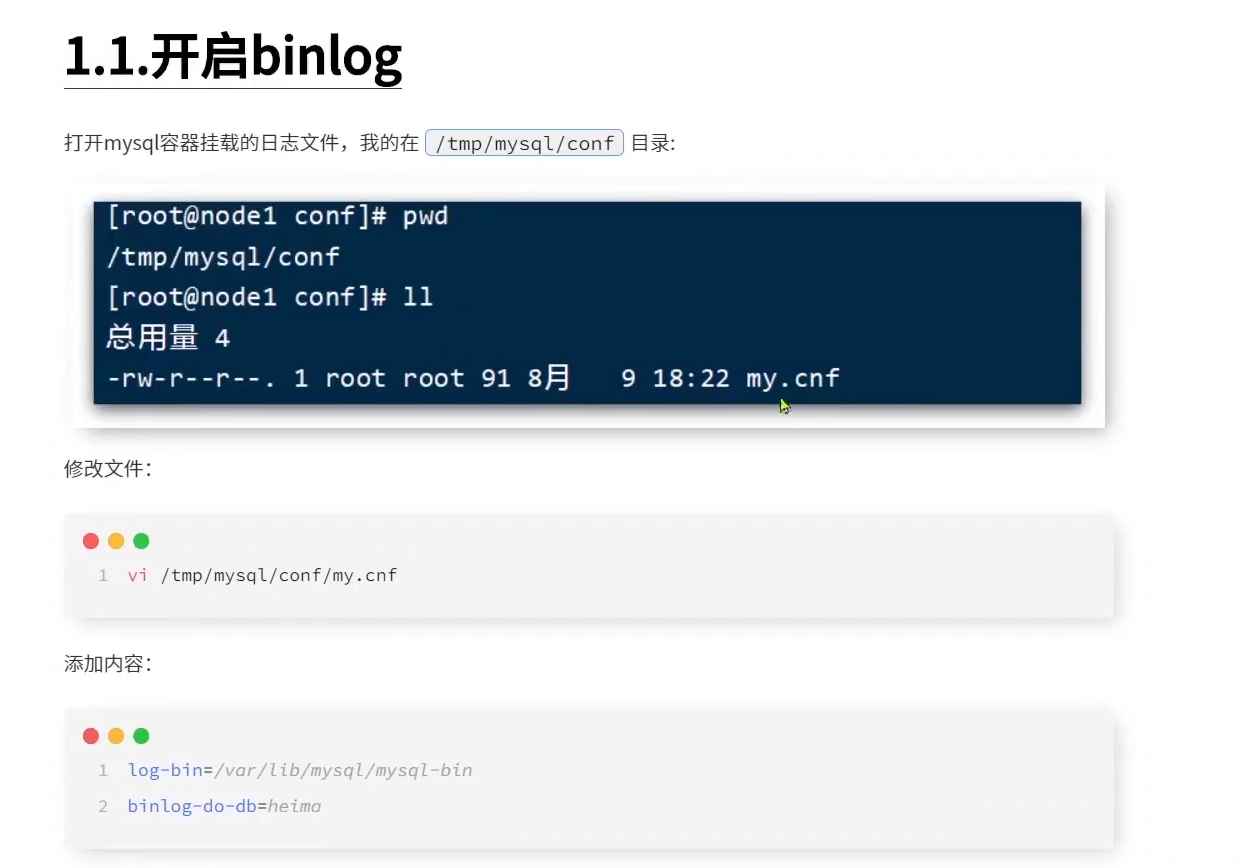 1.1.开启binlog
打开mysql容器挂载的日志文件，我的在 /tmp/mysql/conf 目录:
[root@node1 conf]# pwd
/tmp/mysql/conf
[root@node1 conf]# ll
总用量 4
-rw-r--r--. 1 root root 91 8月   9 18:22 my.cnf
修改文件：
1 vi /tmp/mysql/conf/my.cnf
添加内容：
1 log-bin=/var/lib/mysql/mysql-bin
2 binlog-do-db=heima